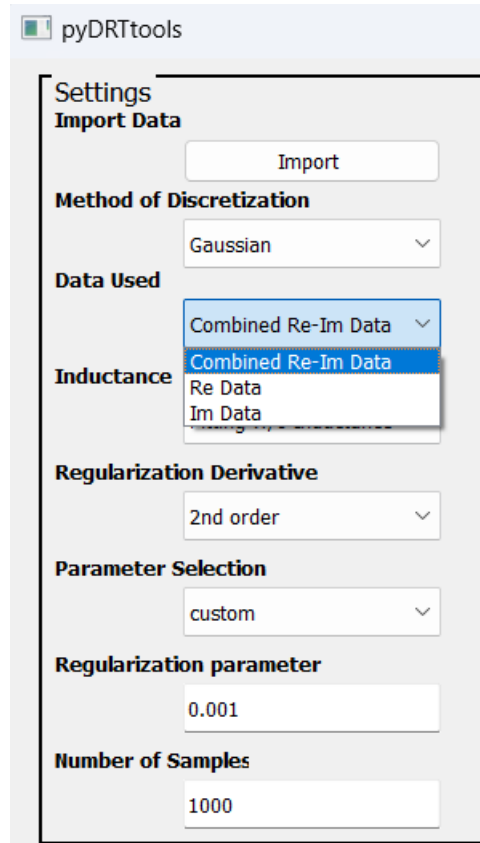 pyDRTtools
Settings
Import Data
Import
Method of Discretization
Gaussian
Data Used
Combined Re-Im Data
Combined Re-Im Data
Re Data
Im Data
Inductance
Regularization Derivative
2nd order
Parameter Selection
custom
Regularization parameter
0.001
Number of Samples
1000